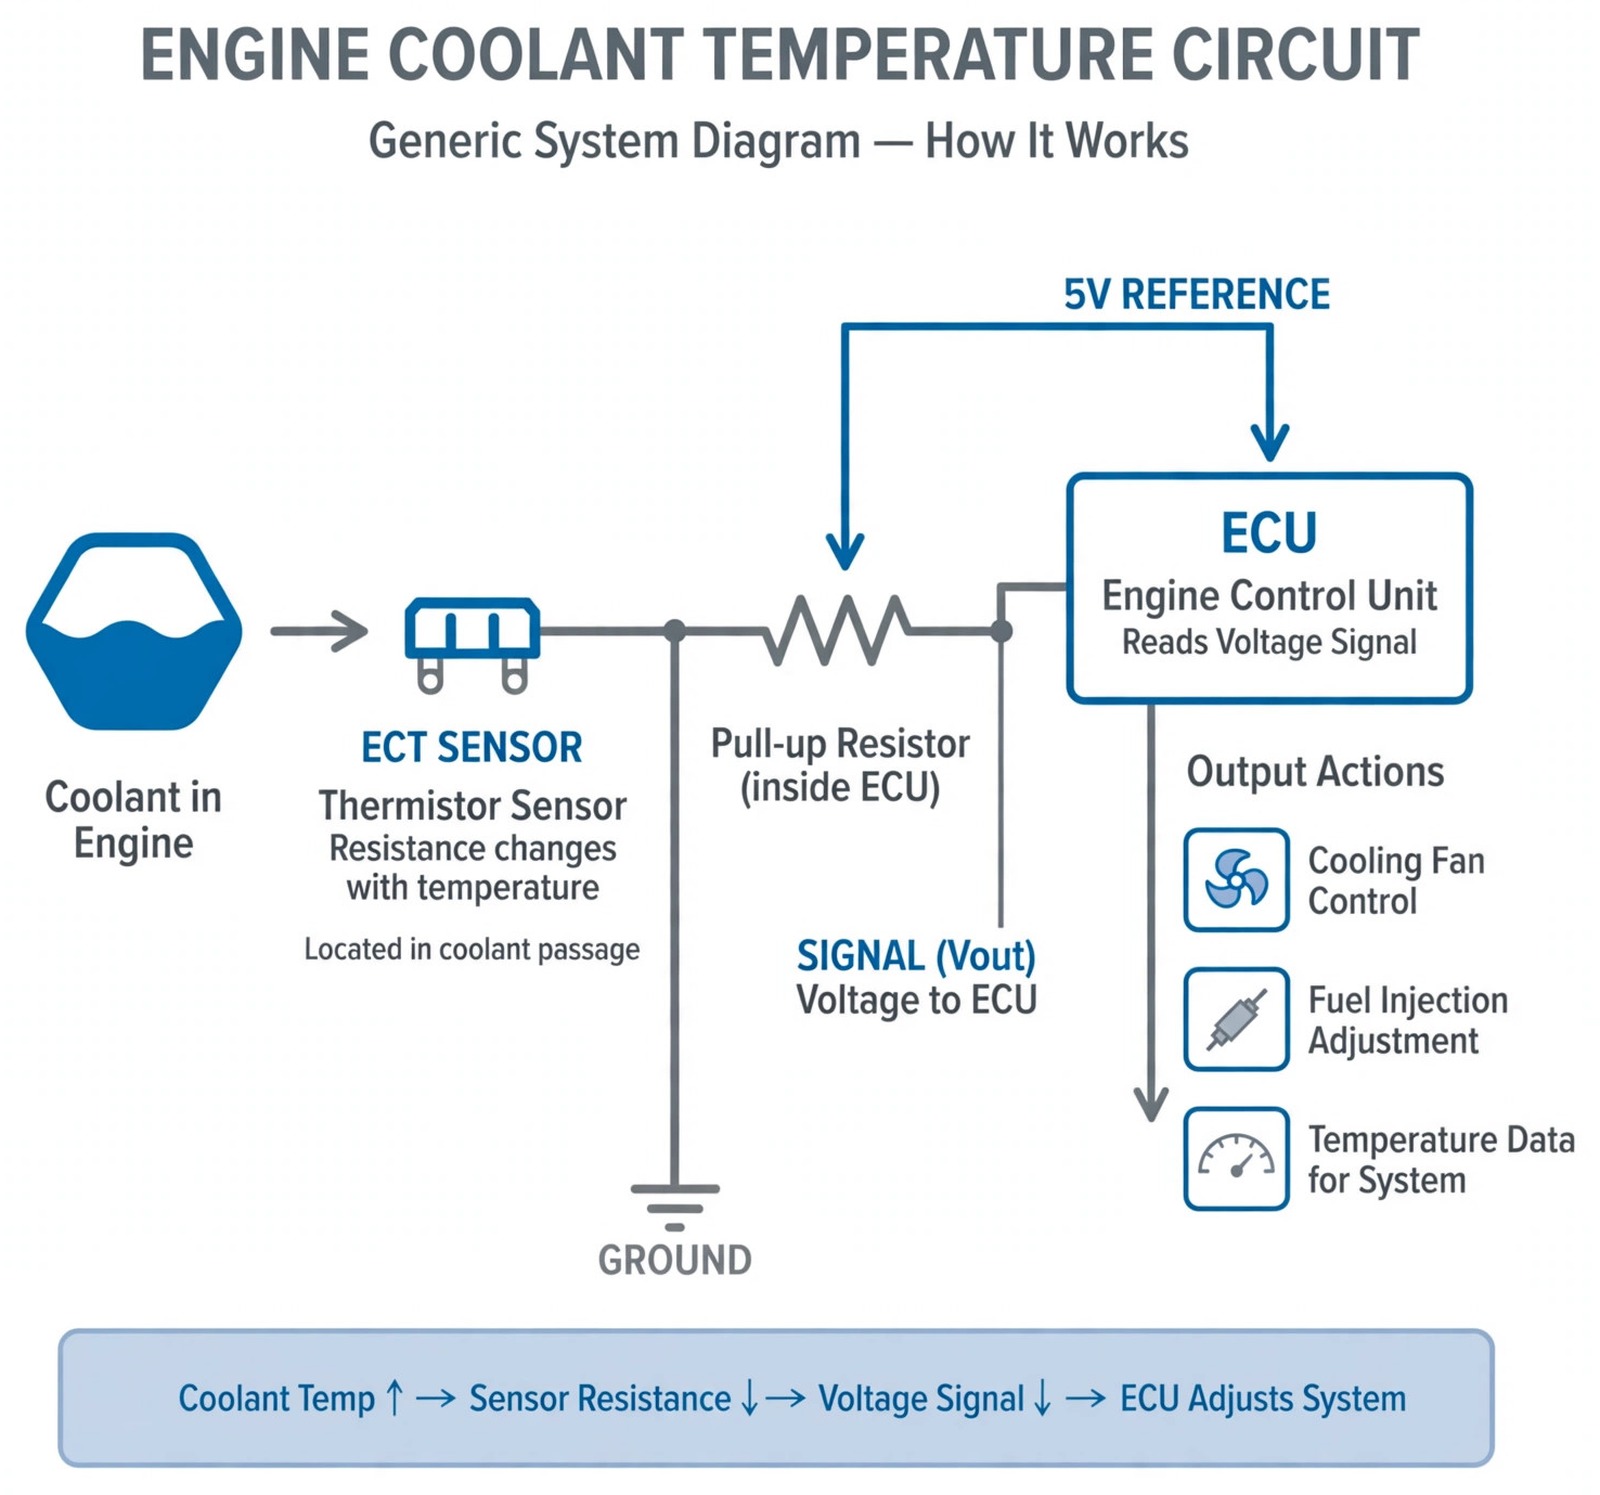 ENGINE COOLANT TEMPERATURE CIRCUIT
Generic System Diagram — How It Works
5V REFERENCE
ECU
Engine Control Unit
Reads Voltage Signal
Coolant in
Engine
ECT SENSOR
Thermistor Sensor
Resistance changes
with temperature
Located in coolant passage
Pull-up Resistor
(inside ECU)
SIGNAL (Vout)
Voltage to ECU
Output Actions
Cooling Fan
Control
Fuel Injection
Adjustment
Temperature Data
for System
GROUND
Coolant Temp ↑ → Sensor Resistance ↓ → Voltage Signal ↓ → ECU Adjusts System